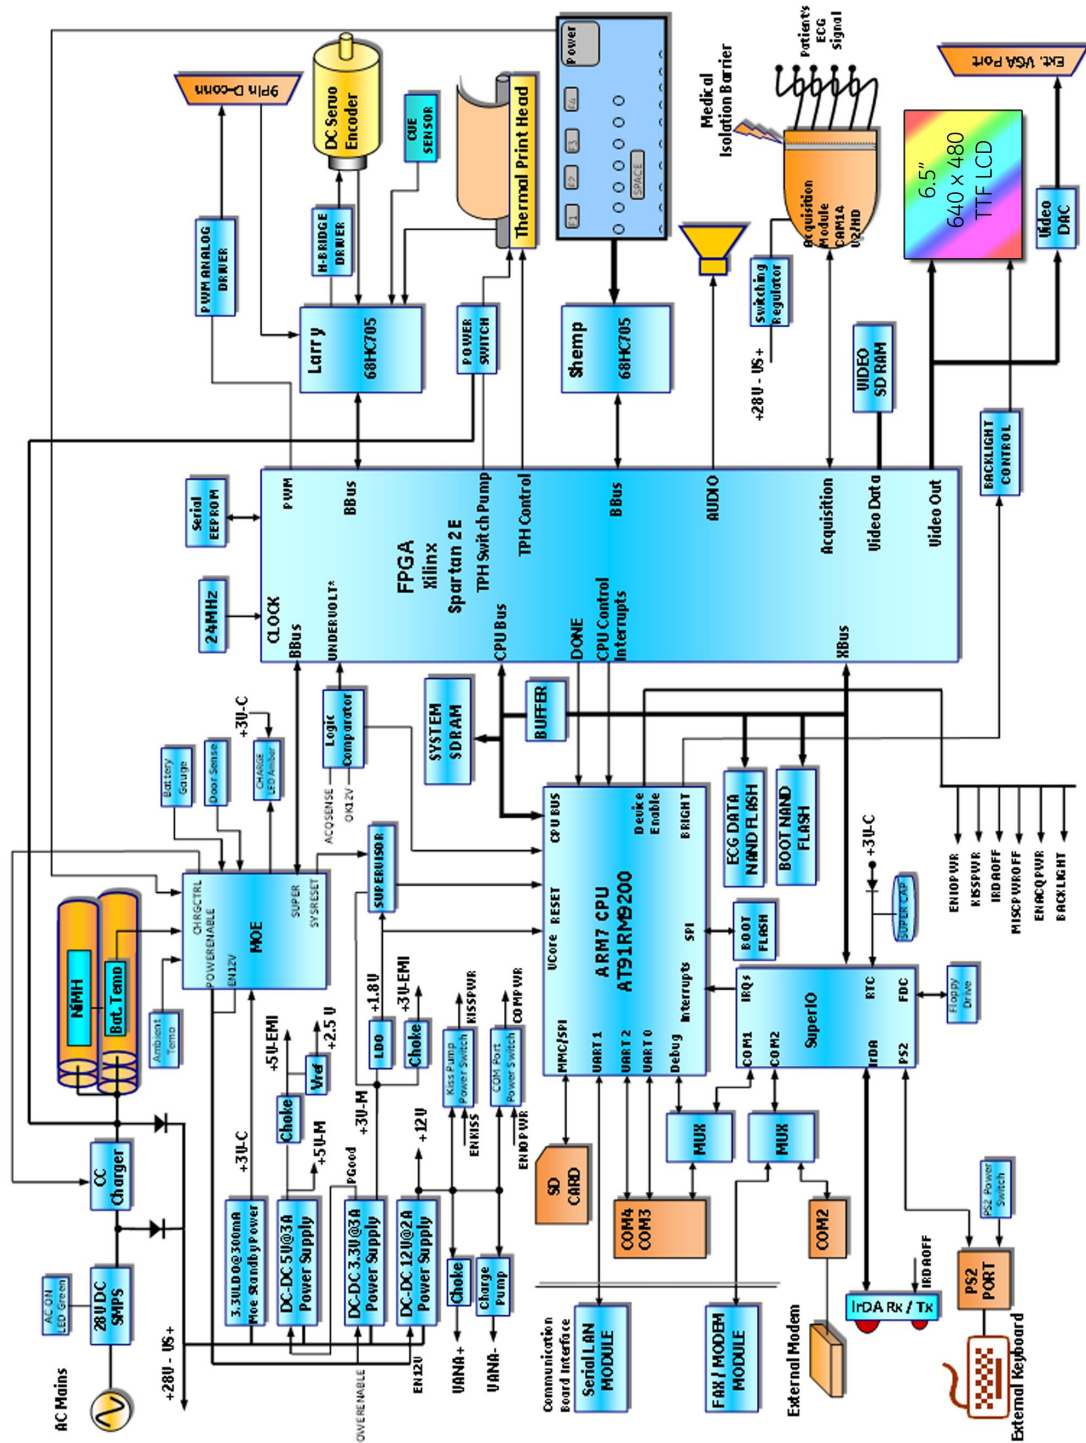 AC Mains
AC ON
LED Green
28V DC
SMPS
+28V - VS+
CC
Charger
NiMH
Bat. Temp
Ambient
Temp
CHRGCTRL
POWERENABLE
EN12V
MOE
SUPER
SYSRESET
Battery
Gauge
Door Sense
CHARGE
LED Amber
+3V-C
24MHz
Serial
EEPROM
3.3VLDO@300mA
Moe Standby Power
+3V-C
DC-DC 5V@3A
Power Supply
Choke
+5V-EMI
Vref
+2.5 V
+5V-M
PGood
DC-DC 3.3V@3A
Power Supply
+3V-M
LDO
+1.8V
Choke
+3V-EMI
DC-DC 12V@2A
Power Supply
+12V
OWERENABLE
EN12V
Choke
VANA+
Charge
Pump
VANA-
Kiss Pump
Power Switch
KISSPWR
ENKISS
COM Port
Power Switch
COMPWR
ENIOPWR
SUPERVISOR
ACQSENSE
OK12V
Logic
Comparator
SYSTEM
SDRAM
BUFFER
CLOCK
BBus
UNDERVOLT*
FPGA
Xilinx
Spartan 2E
CPU Bus
DONE
CPU Control
Interrupts
XBus
PWM
BBus
TPH Switch Pump
TPH Control
BBus
AUDIO
Acquisition
Video Data
Video Out
PWM ANALOG
DRIVER
9Pin D-conn
Larry
68HC705
H-BRIDGE
DRIVER
DC Servo
Encoder
CUE
SENSOR
POWER
SWITCH
Thermal Print Head
Shemp
68HC705
Power
F1
F2
F3
F4
SPACE
Medical
Isolation Barrier
Patient's
ECG
Signal
Acquisition
Module
CAM14
V2/HD
Switching
Regulator
+28V - VS+
VIDEO
SD RAM
6.5"
640 x 480
TTF LCD
Video
DAC
Ext. VGA Port
BACKLIGHT
CONTROL
CPU BUS
Device
Enable
BRIGHT
VCore
RESET
ARM7 CPU
AT91RM9200
SPI
MMC/SPI
UART 1
UART 2
UART 0
Debug
Interrupts
ECG DATA
NAND FLASH
BOOT NAND
FLASH
BOOT
FLASH
SD
CARD
COM4
COM3
MUX
MUX
COM2
COM1
COM2
IRQs
SuperIO
IrDA
PS2
RTC
FDC
+3V-C
SUPER CAP
Floppy
Drive
ENIOPWR
KISSPWR
IRDAOFF
MISCPWROFF
ENACQPWR
BACKLIGHT
Communication
Board Interface
Serial LAN
MODULE
FAX / MODEM
MODULE
External Modem
IrDA Rx / Tx
IRDAOFF
PS2
PORT
PS2 Power
Switch
External Keyboard